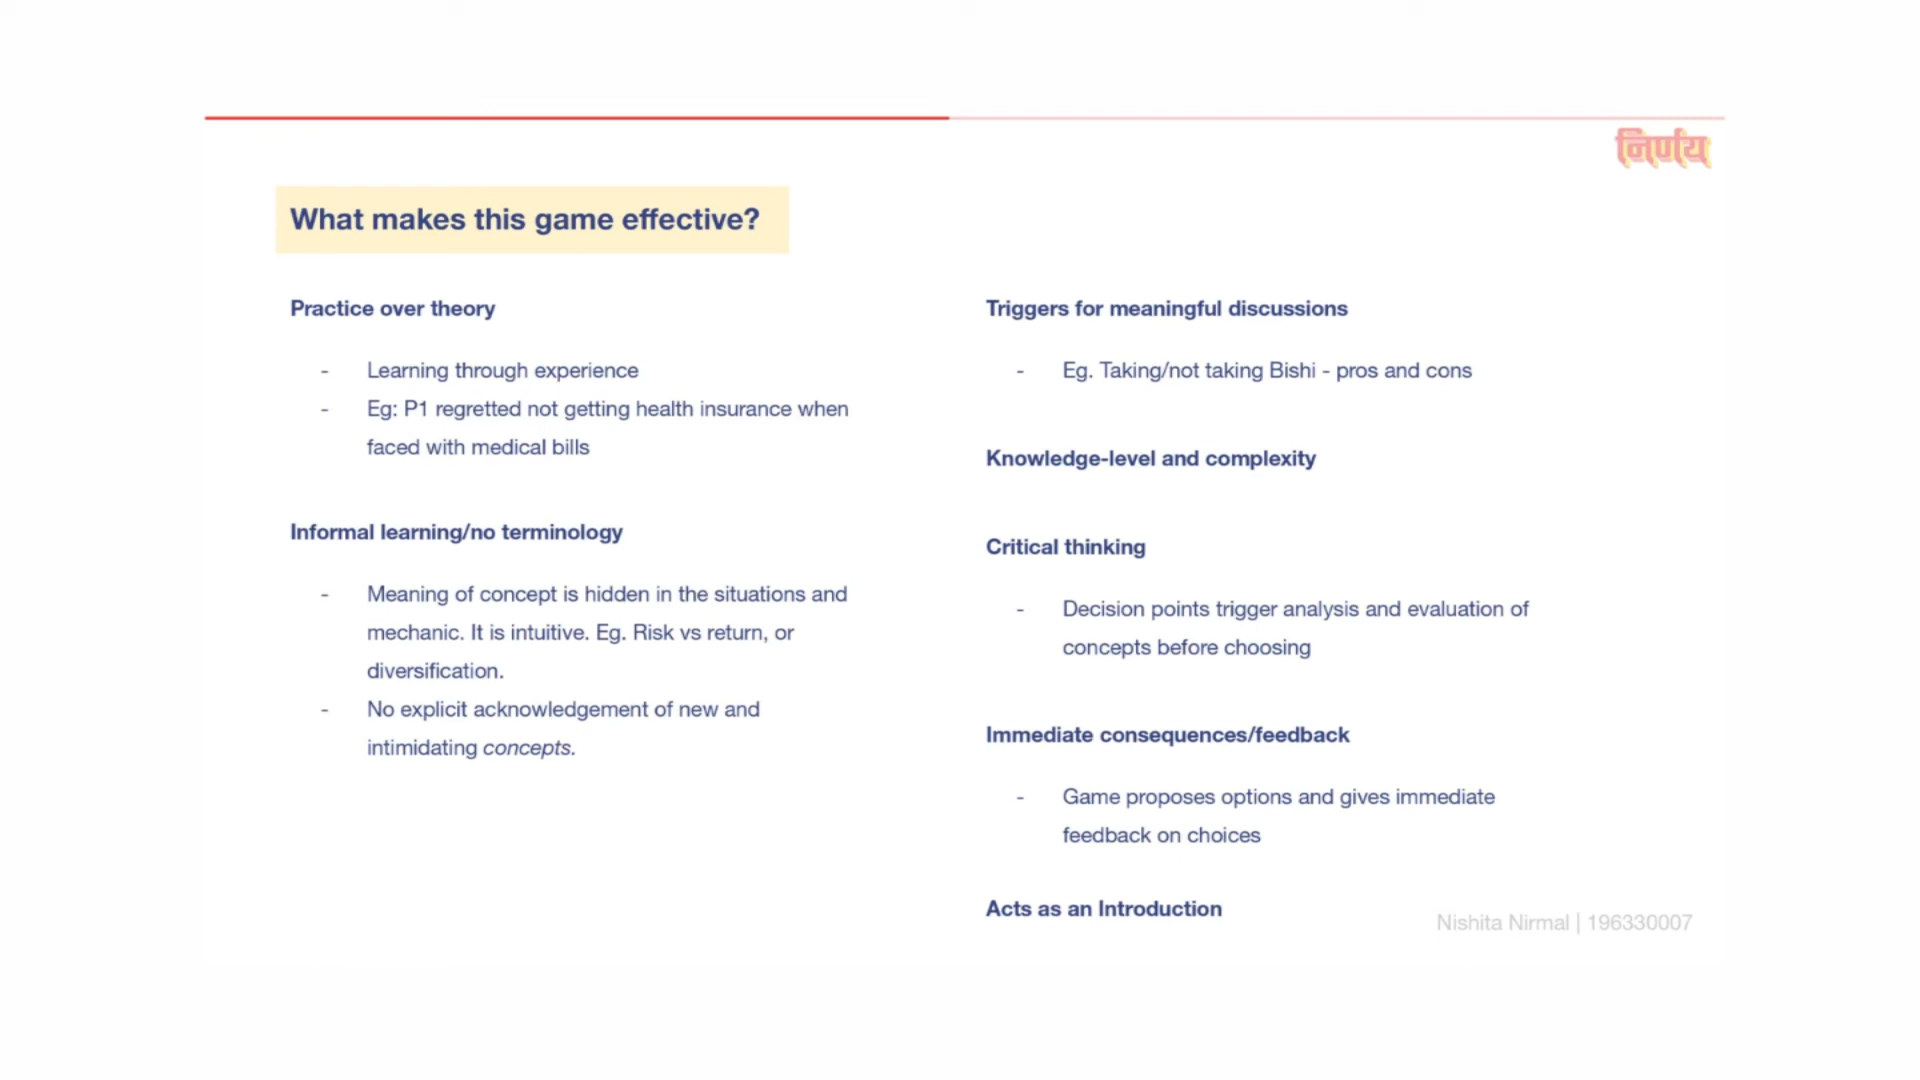 निर्णय
What makes this game effective?
Practice over theory
- Learning through experience
- Eg: P1 regretted not getting health insurance when
faced with medical bills
Informal learning/no terminology
- Meaning of concept is hidden in the situations and
mechanic. It is intuitive. Eg. Risk vs return, or
diversification.
- No explicit acknowledgement of new and
intimidating concepts.
Triggers for meaningful discussions
- Eg. Taking/not taking Bishi - pros and cons
Knowledge-level and complexity
Critical thinking
- Decision points trigger analysis and evaluation of
concepts before choosing
Immediate consequences/feedback
- Game proposes options and gives immediate
feedback on choices
Acts as an Introduction
Nishita Nirmal | 196330007